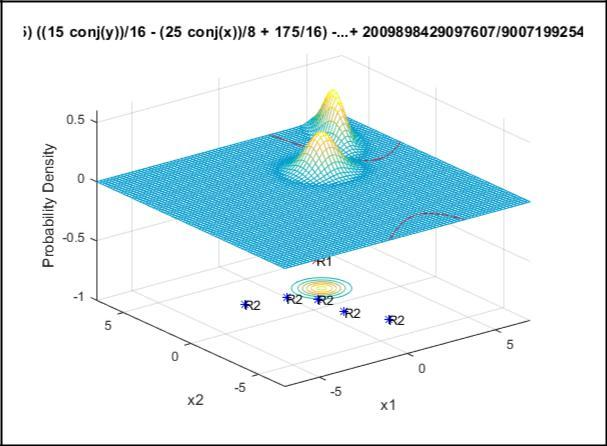 ;) ((15 conj(y))/16 - (25 conj(x))/8 + 175/16) -...+ 2009898429097607/9007199254
0.5
0
-0.5
-1
Probability Density
R1
R2
R2
R2
R2
R2
5
0
-5
x2
-5
0
5
x1